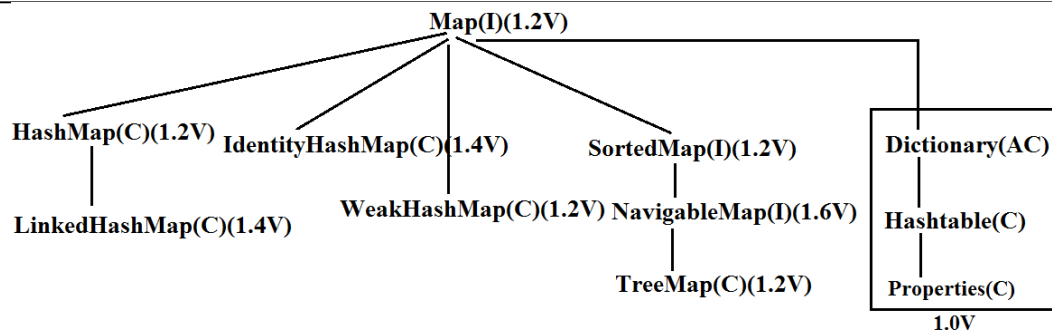 Map(I)(1.2V)
HashMap(C)(1.2V)
IdentityHashMap(C)(1.4V)
SortedMap(I)(1.2V)
Dictionary(AC)
LinkedHashMap(C)(1.4V)
WeakHashMap(C)(1.2V)
NavigableMap(I)(1.6V)
Hashtable(C)
TreeMap(C)(1.2V)
Properties(C)
1.0V